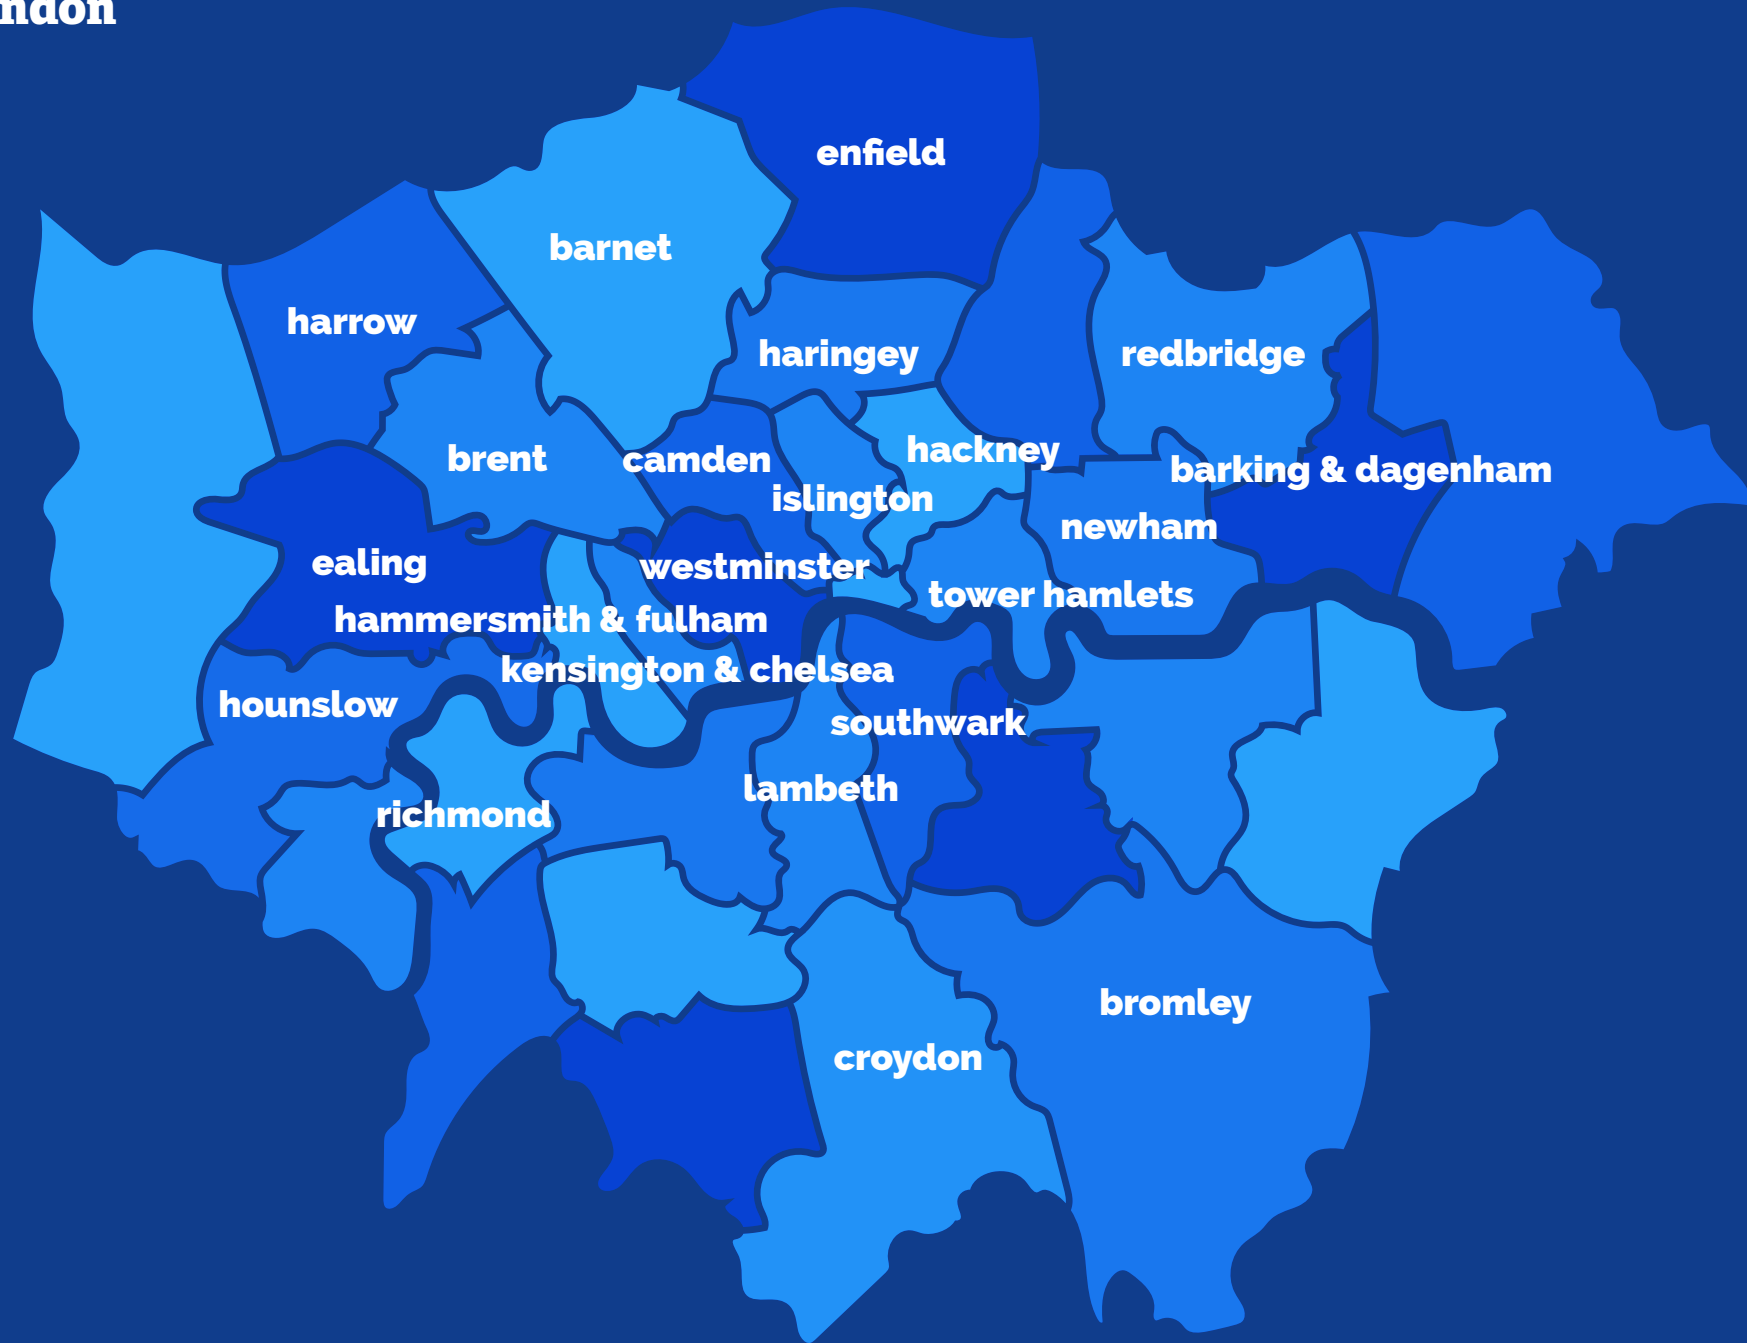 ndon
enfield
barnet
harrow
haringey
redbridge
hackney
brent
camden
barking & dagenham
islington
newham
ealing
westminster
tower hamlets
hammersmith & fulham
kensington & chelsea
hounslow
southwark
lambeth
richmond
bromley
croydon